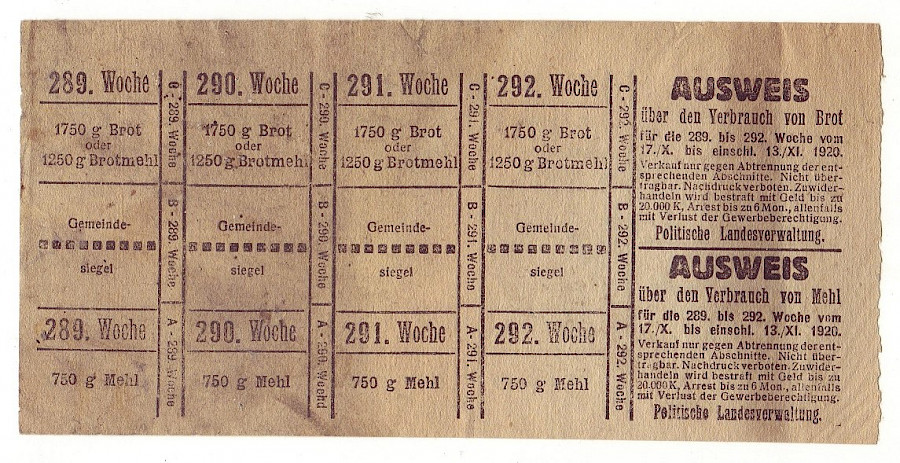 289. Woche
1750 g Brot
oder
1250 g Brotmehl
Gemeinde-
siegel
289. Woche
750 g Mehl
C - 289. Woche
B - 289. Woche
A - 289. Woche
290. Woche
1750 g Brot
oder
1250 g Brotmehl
Gemeinde-
siegel
290. Woche
750 g Mehl
C - 290. Woche
B - 290. Woche
A - 290. Woche
291. Woche
1750 g Brot
oder
1250 g Brotmehl
Gemeinde-
siegel
291. Woche
750 g Mehl
C - 291. Woche
B - 291. Woche
A - 291. Woche
292. Woche
1750 g Brot
oder
1250 g Brotmehl
Gemeinde-
siegel
292. Woche
750 g Mehl
C - 292. Woche
B - 292. Woche
A - 292. Woche
AUSWEIS
über den Verbrauch von Brot
für die 289. bis 292. Woche vom
17./X. bis einschl. 13./XI. 1920.
Verkauf nur gegen Abtrennung der ent-
sprechenden Abschnitte. Nicht über-
tragbar. Nachdruck verboten. Zuwider-
handeln wird bestraft mit Geld bis zu
20.000 K, Arrest bis zu 6 Mon., allenfalls
mit Verlust der Gewerbeberechtigung.
Politische Landesverwaltung.
AUSWEIS
über den Verbrauch von Mehl
für die 289. bis 292. Woche vom
17./X. bis einschl. 13./XI. 1920.
Verkauf nur gegen Abtrennung der ent-
sprechenden Abschnitte. Nicht über-
tragbar. Nachdruck verboten. Zuwider-
handeln wird bestraft mit Geld bis zu
20.000 K, Arrest bis zu 6 Mon., allenfalls
mit Verlust der Gewerbeberechtigung.
Politische Landesverwaltung.